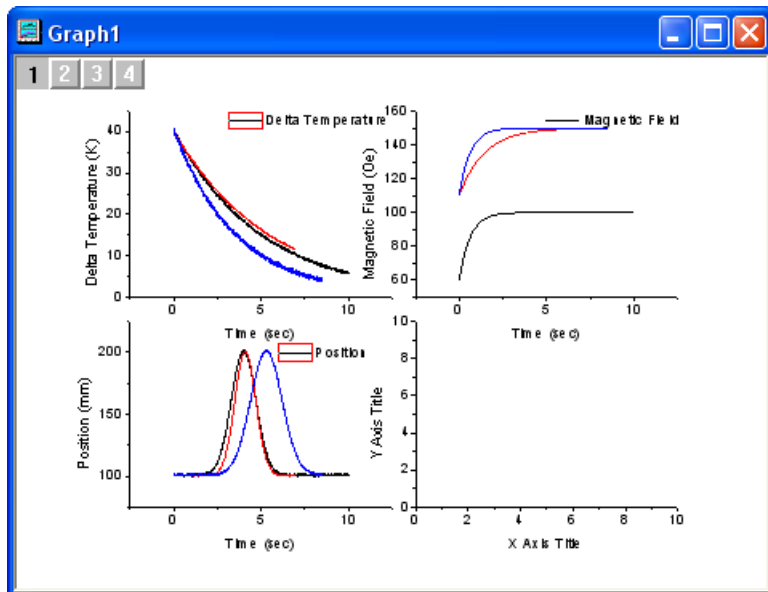 Graph1
1 2 3 4
Delta Temperature
Delta Temperature (K)
40
30
20
10
0
0 5 10
Time (sec)
Magnetic Field
Magnetic Field (Oe)
160
140
120
100
80
60
0 5 10
Time (sec)
Position
Position (mm)
200
150
100
0 5 10
Time (sec)
Y Axis Title
10
8
6
4
2
0
0 2 4 6 8 10
X Axis Title